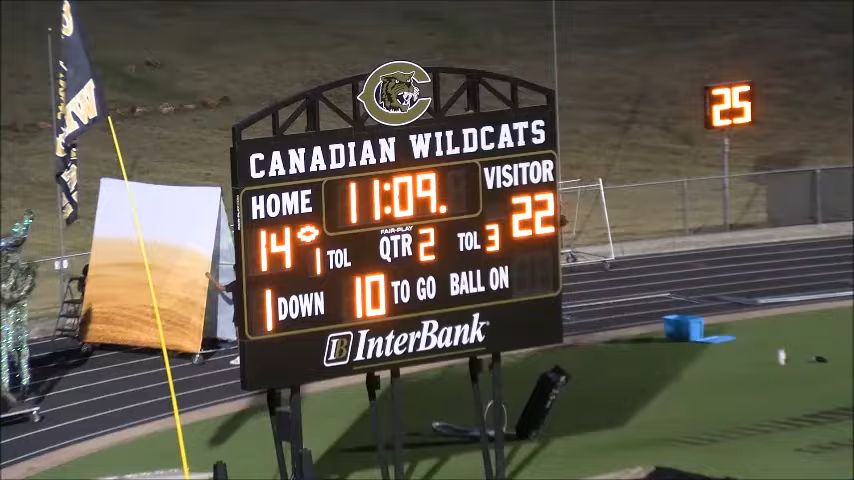 C
25
CANADIAN WILDCATS
HOME 11:09. VISITOR
14 FAIR-PLAY 22
1 TOL QTR 2 TOL 3
1 DOWN 10 TO GO BALL ON
IB InterBank